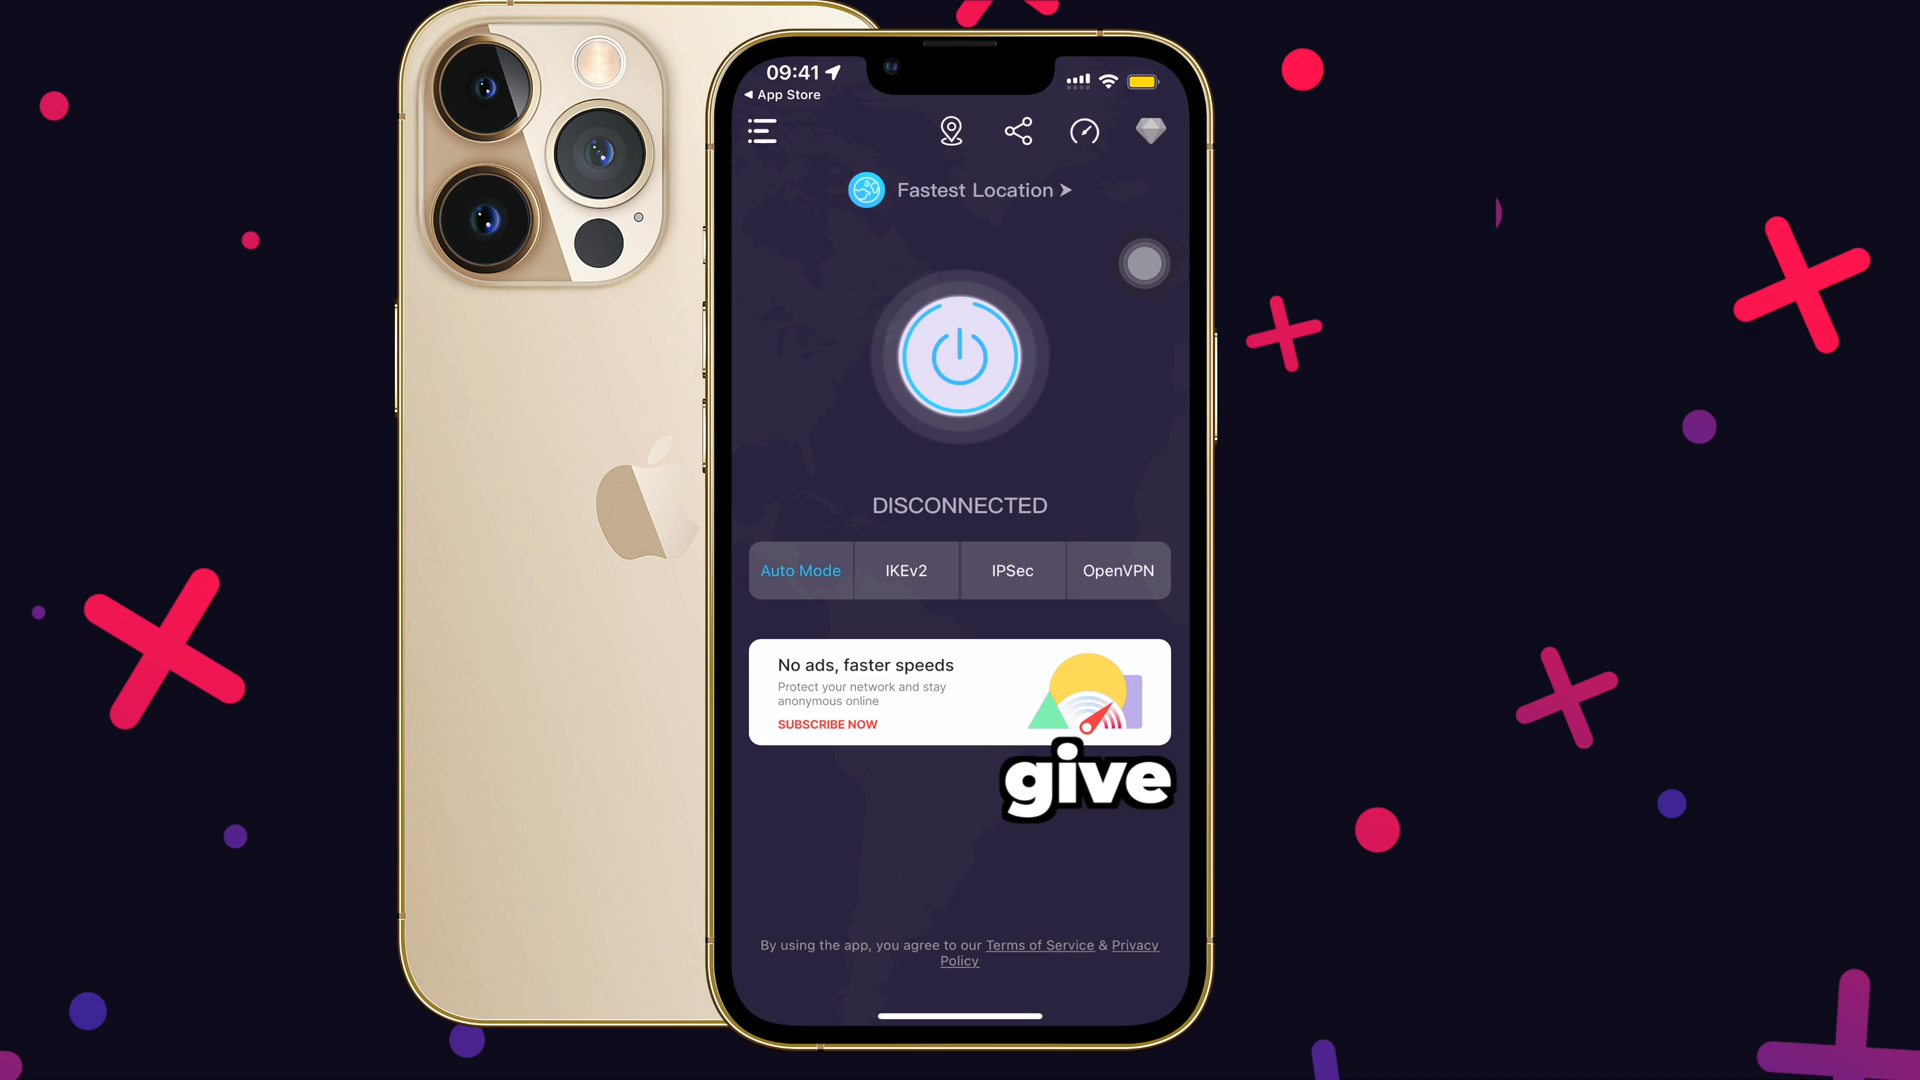 09:41
◀ App Store
Fastest Location ➤
DISCONNECTED
Auto Mode
IKEv2
IPSec
OpenVPN
No ads, faster speeds
Protect your network and stay
anonymous online
SUBSCRIBE NOW
give
By using the app, you agree to our Terms of Service & Privacy
Policy